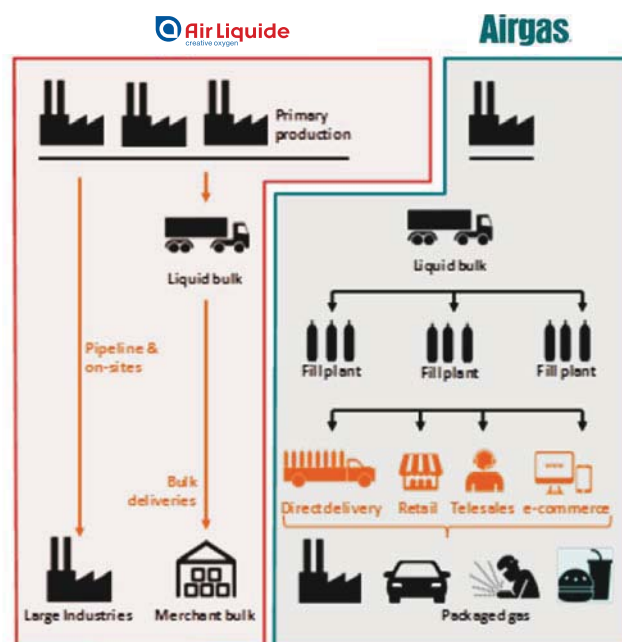 Air Liquide
creative oxygen
Airgas
Primary
production
Liquid bulk
Liquid bulk
Pipeline &
on-sites
Fill plant
Fill plant
Fill plant
Bulk
deliveries
www
Direct delivery
Retail
Telesales
e-commerce
Large Industries
Merchant bulk
Packaged gas